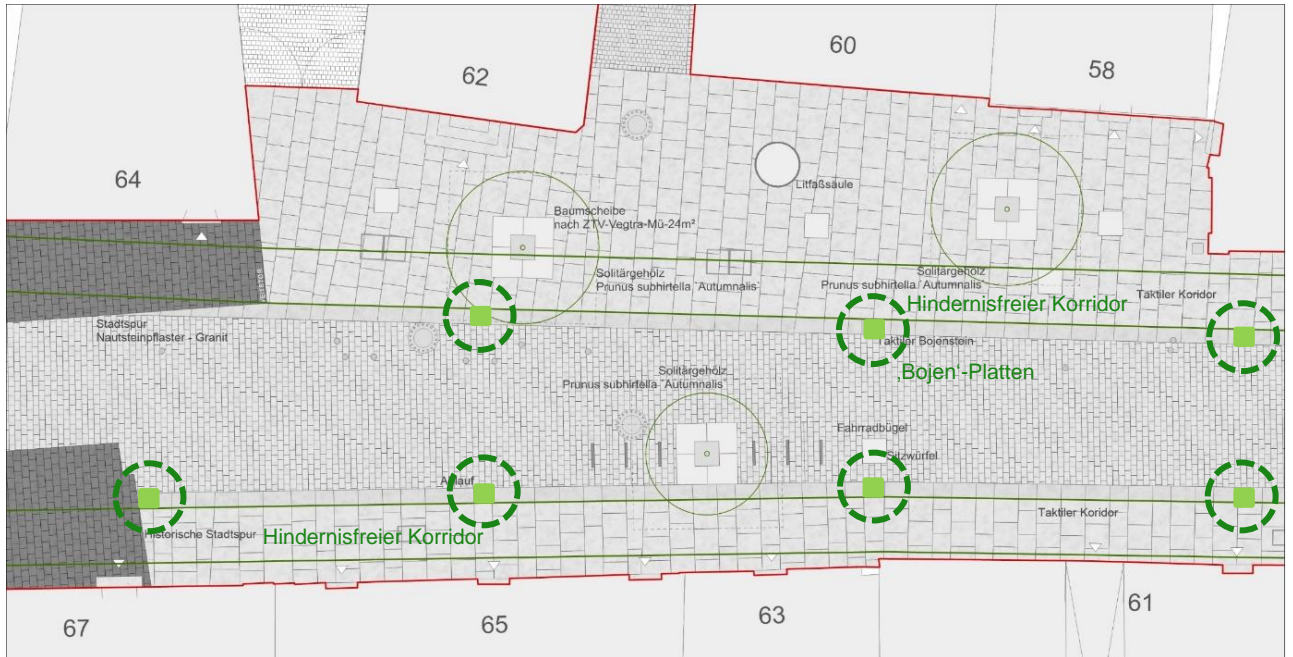 62
60
58
64
Litfaßsäule
Baumscheibe
nach ZTV-Vegtra-Mü-24m²
Solitärgehölz
Prunus subhirtella `Autumnalis`
Solitärgehölz
Prunus subhirtella `Autumnalis`
Hindernisfreier Korridor
Taktiler Koridor
Stadtspur
Nautsteinpflaster - Granit
Taktiler Bojenstein
‚Bojen‘-Platten
Solitärgehölz
Prunus subhirtella `Autumnalis`
Fahrradbügel
Sitzwürfel
Historische Stadtspur
Hindernisfreier Korridor
Taktiler Koridor
67
65
63
61